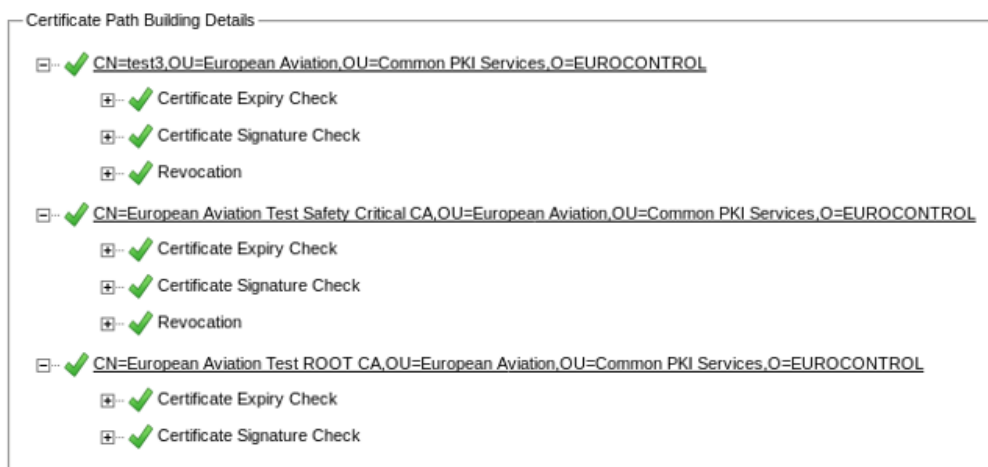 Certificate Path Building Details
CN=test3,OU=European Aviation,OU=Common PKI Services,O=EUROCONTROL
Certificate Expiry Check
Certificate Signature Check
Revocation
CN=European Aviation Test Safety Critical CA,OU=European Aviation,OU=Common PKI Services,O=EUROCONTROL
Certificate Expiry Check
Certificate Signature Check
Revocation
CN=European Aviation Test ROOT CA,OU=European Aviation,OU=Common PKI Services,O=EUROCONTROL
Certificate Expiry Check
Certificate Signature Check